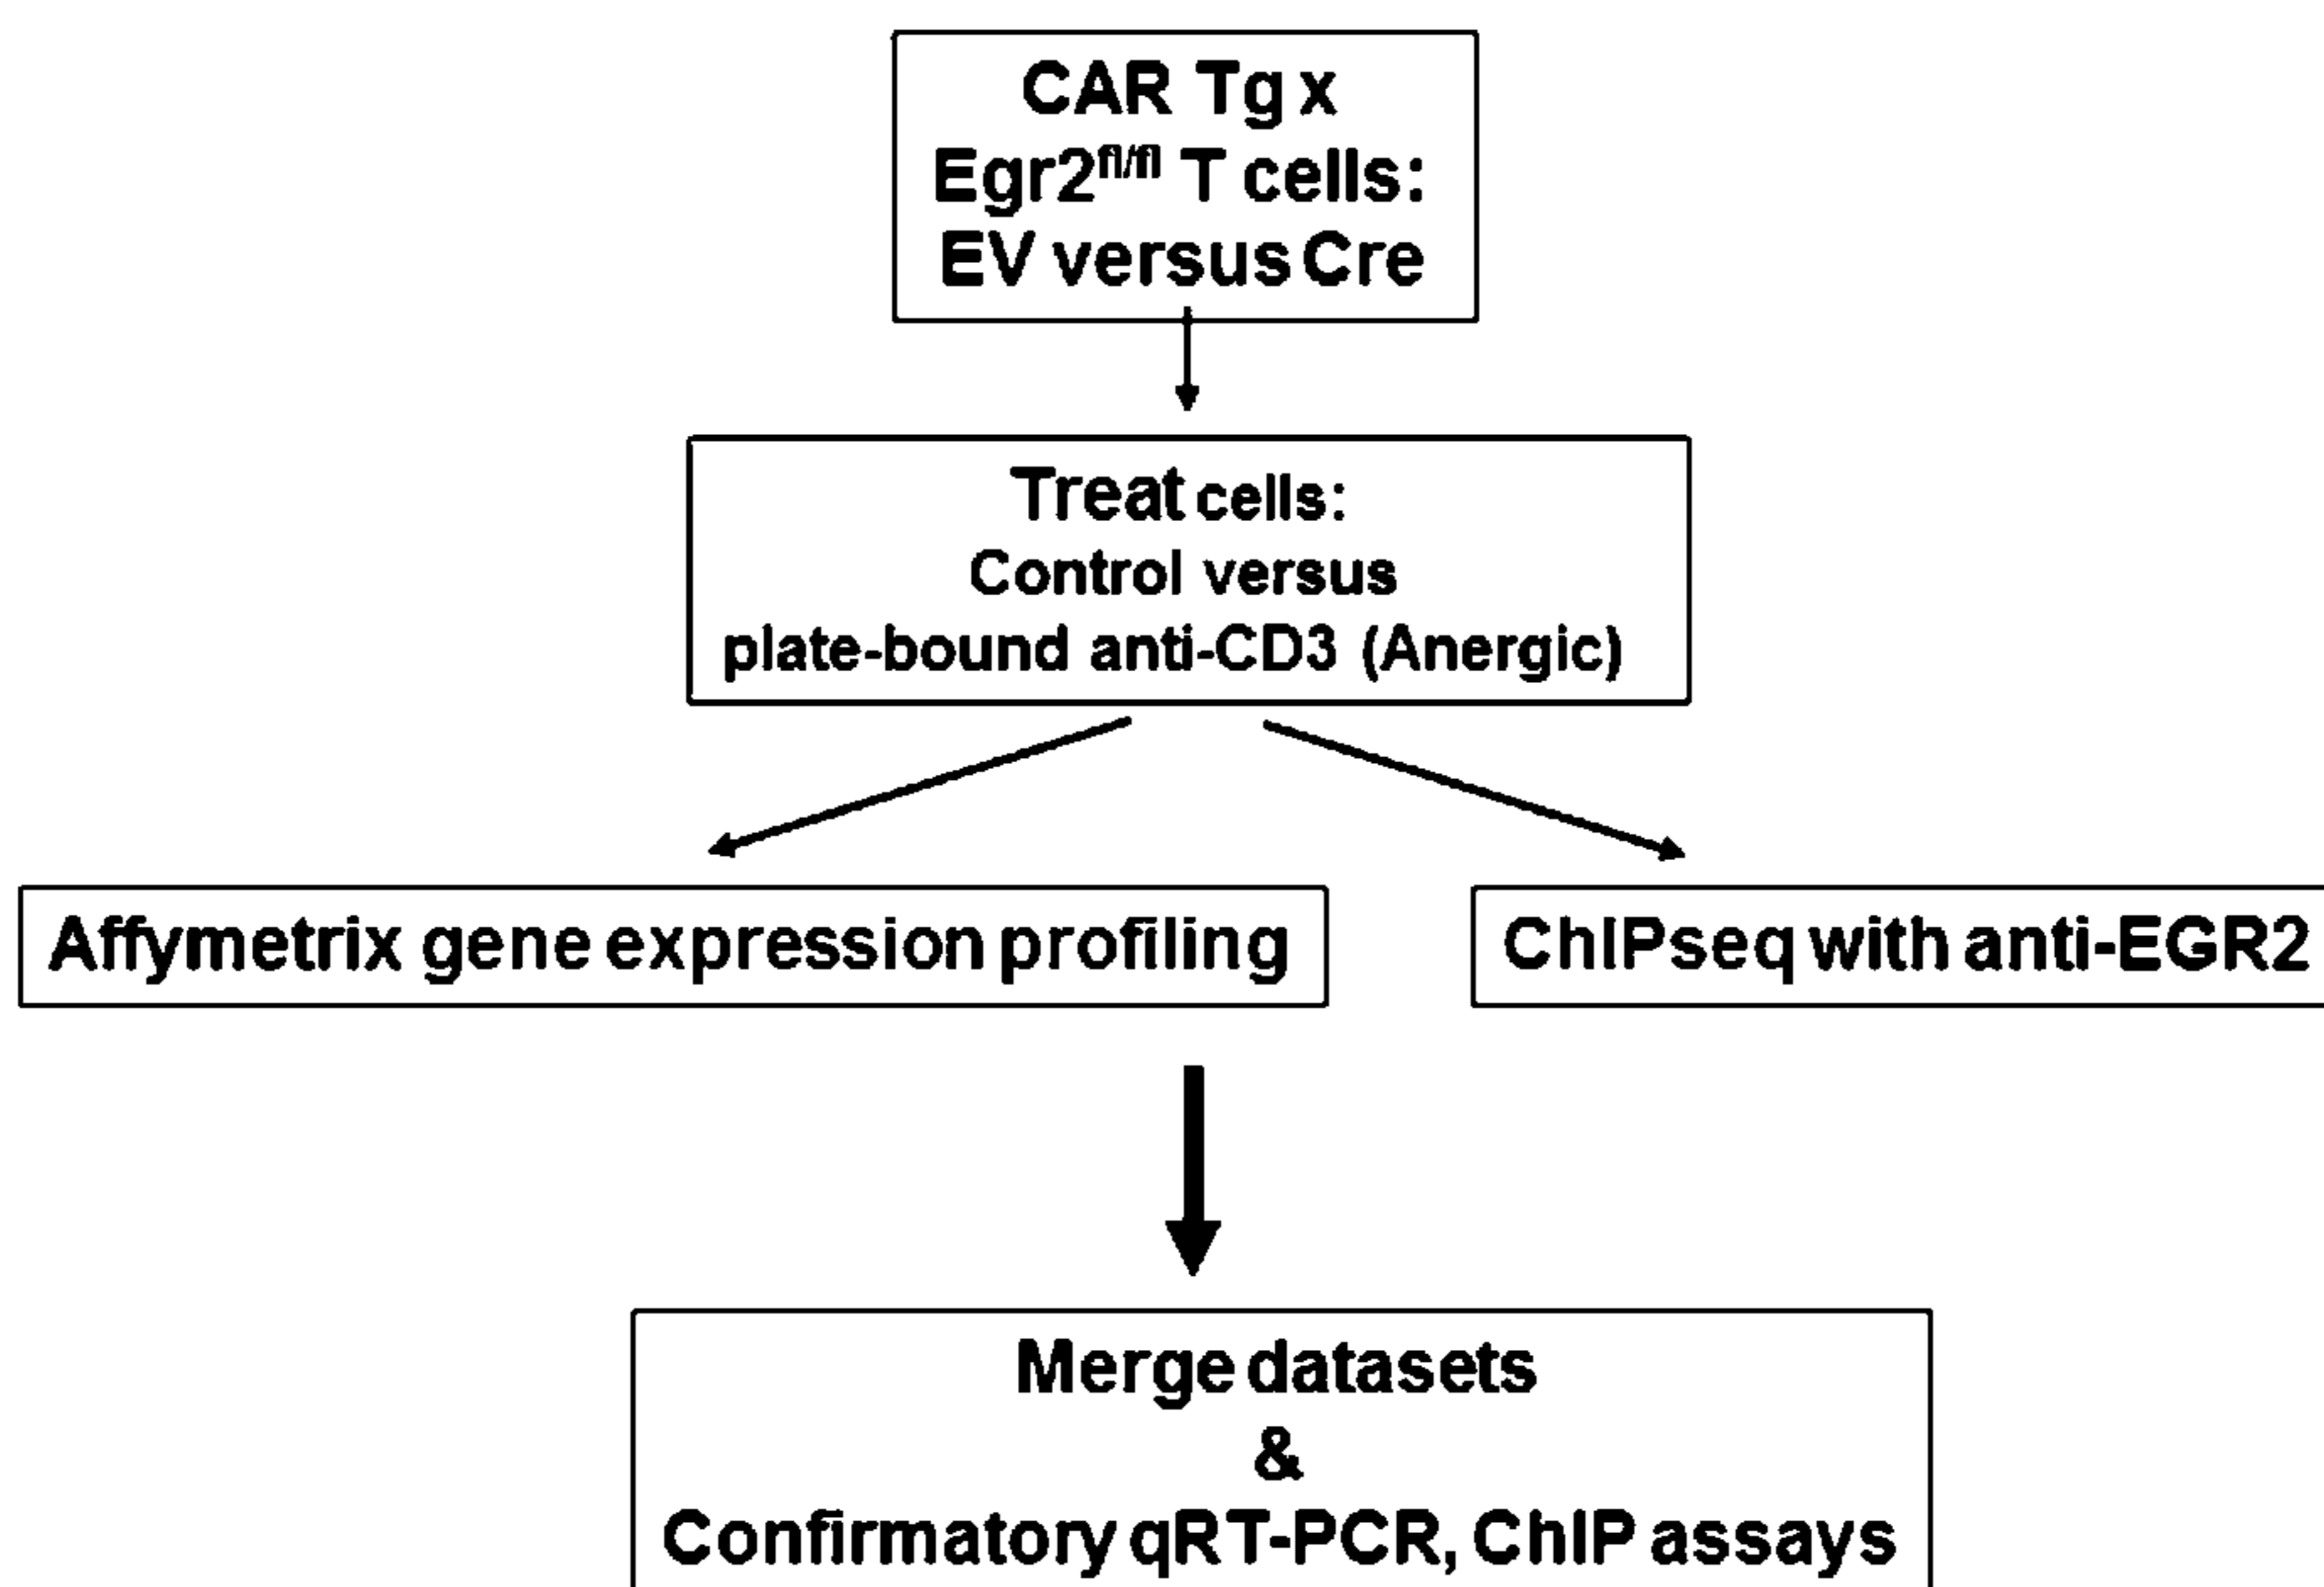 CAR Tg x
Egr2fl/fl T cells:
EV versus Cre
Treat cells:
Control versus
plate-bound anti-CD3 (Anergic)
Affymetrix gene expression profiling
ChIPseq with anti-EGR2
Merge datasets
&
Confirmatory qRT-PCR, ChIP assays